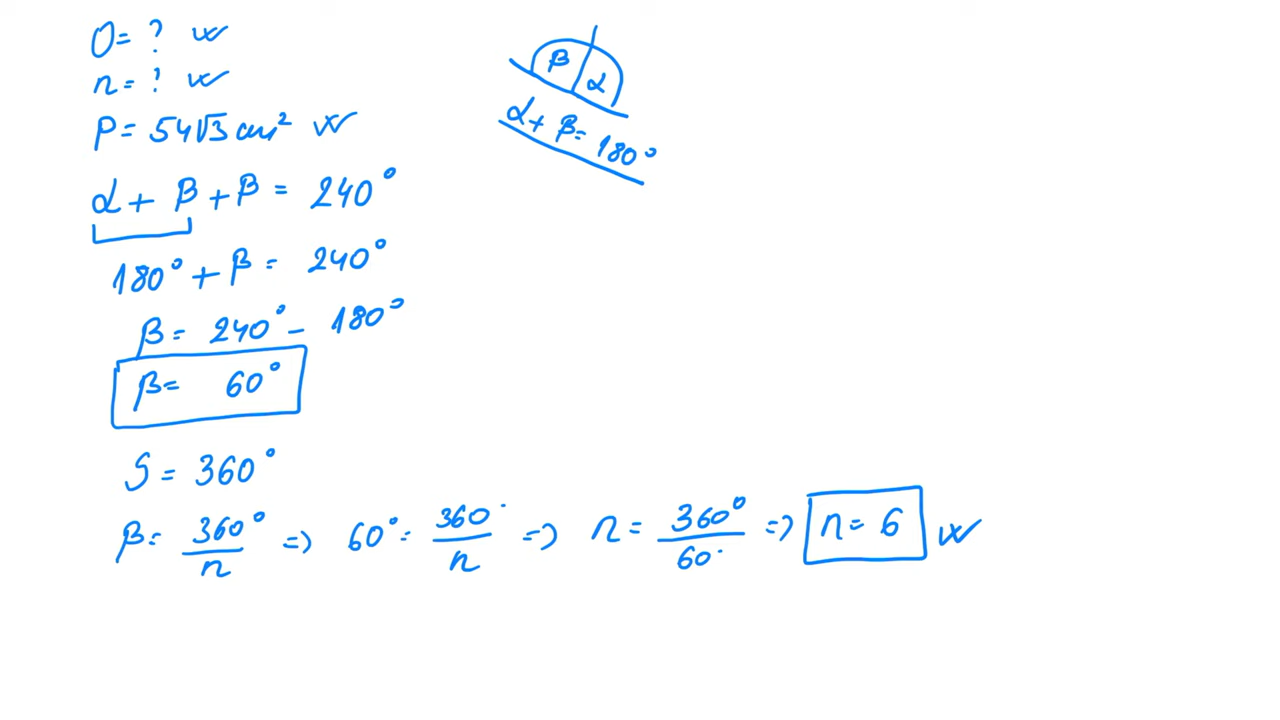 O = ?
n = ?
P = 54√3 cm²
α + β + β = 240°
180° + β = 240°
β = 240° - 180°
β = 60°
S = 360°
β = 360°/n => 60° = 360°/n => n = 360°/60° => n = 6
β α
α + β = 180°